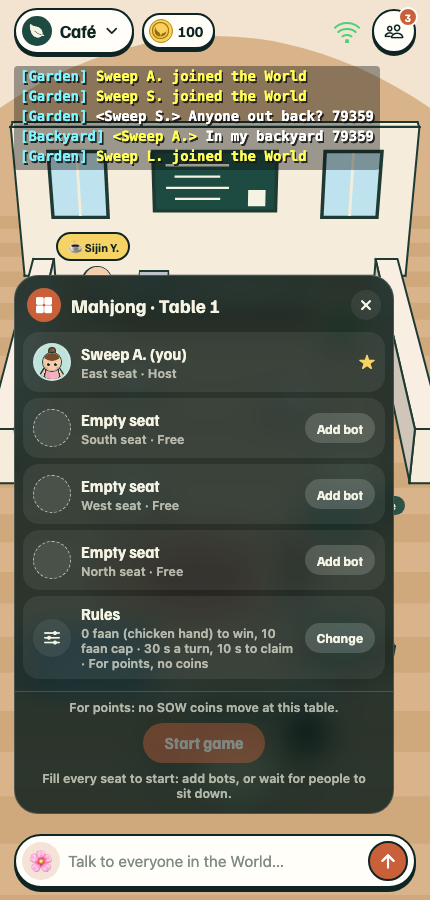 Café
100
3
[Garden] Sweep A. joined the World
[Garden] Sweep S. joined the World
[Garden] <Sweep S.> Anyone out back? 79359
[Backyard] <Sweep A.> In my backyard 79359
[Garden] Sweep L. joined the World
Sijin Y.
Mahjong · Table 1
Sweep A. (you)
East seat · Host
Empty seat
South seat · Free
Add bot
Empty seat
West seat · Free
Add bot
Empty seat
North seat · Free
Add bot
Rules
0 faan (chicken hand) to win, 10
faan cap · 30 s a turn, 10 s to claim
· For points, no coins
Change
For points: no SOW coins move at this table.
Start game
Fill every seat to start: add bots, or wait for people to
sit down.
Talk to everyone in the World...